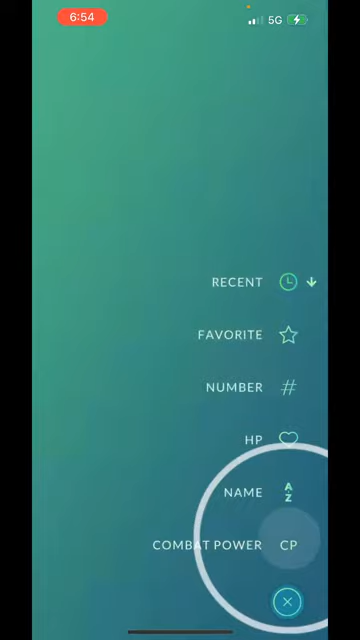 6:54
5G
RECENT
FAVORITE
NUMBER #
HP
NAME A Z
COMBAT POWER CP